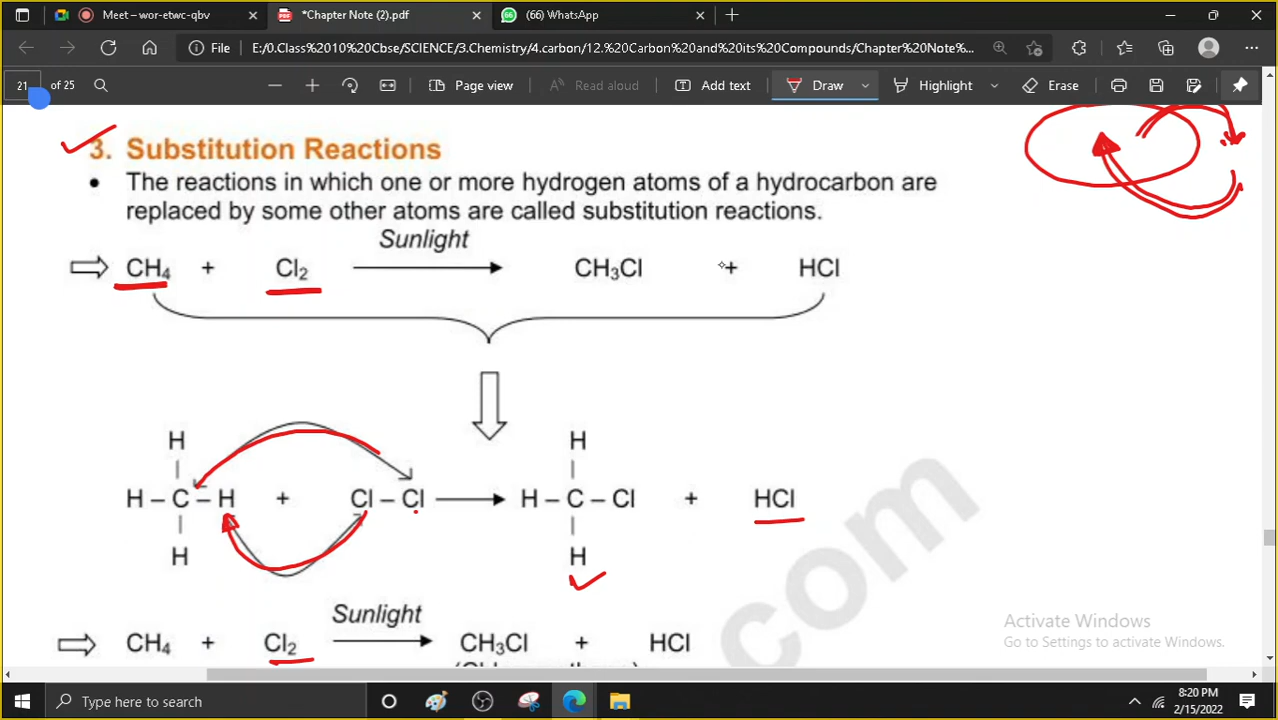 Meet – wor-etwc-qbv
*Chapter Note (2).pdf
(66) WhatsApp
File
E:/0.Class%2010%20Cbse/SCIENCE/3.Chemistry/4.carbon/12.%20Carbon%20and%20its%20Compounds/Chapter%20Note%...
21 of 25
Page view
Read aloud
Add text
Draw
Highlight
Erase
3. Substitution Reactions
• The reactions in which one or more hydrogen atoms of a hydrocarbon are
replaced by some other atoms are called substitution reactions.
Sunlight
CH₄ + Cl₂ → CH₃Cl + HCl
H H
| |
H – C – H + Cl – Cl → H – C – Cl + HCl
| |
H H
Sunlight
CH₄ + Cl₂ → CH₃Cl + HCl
com
Activate Windows
Go to Settings to activate Windows.
Type here to search
8:20 PM
2/15/2022